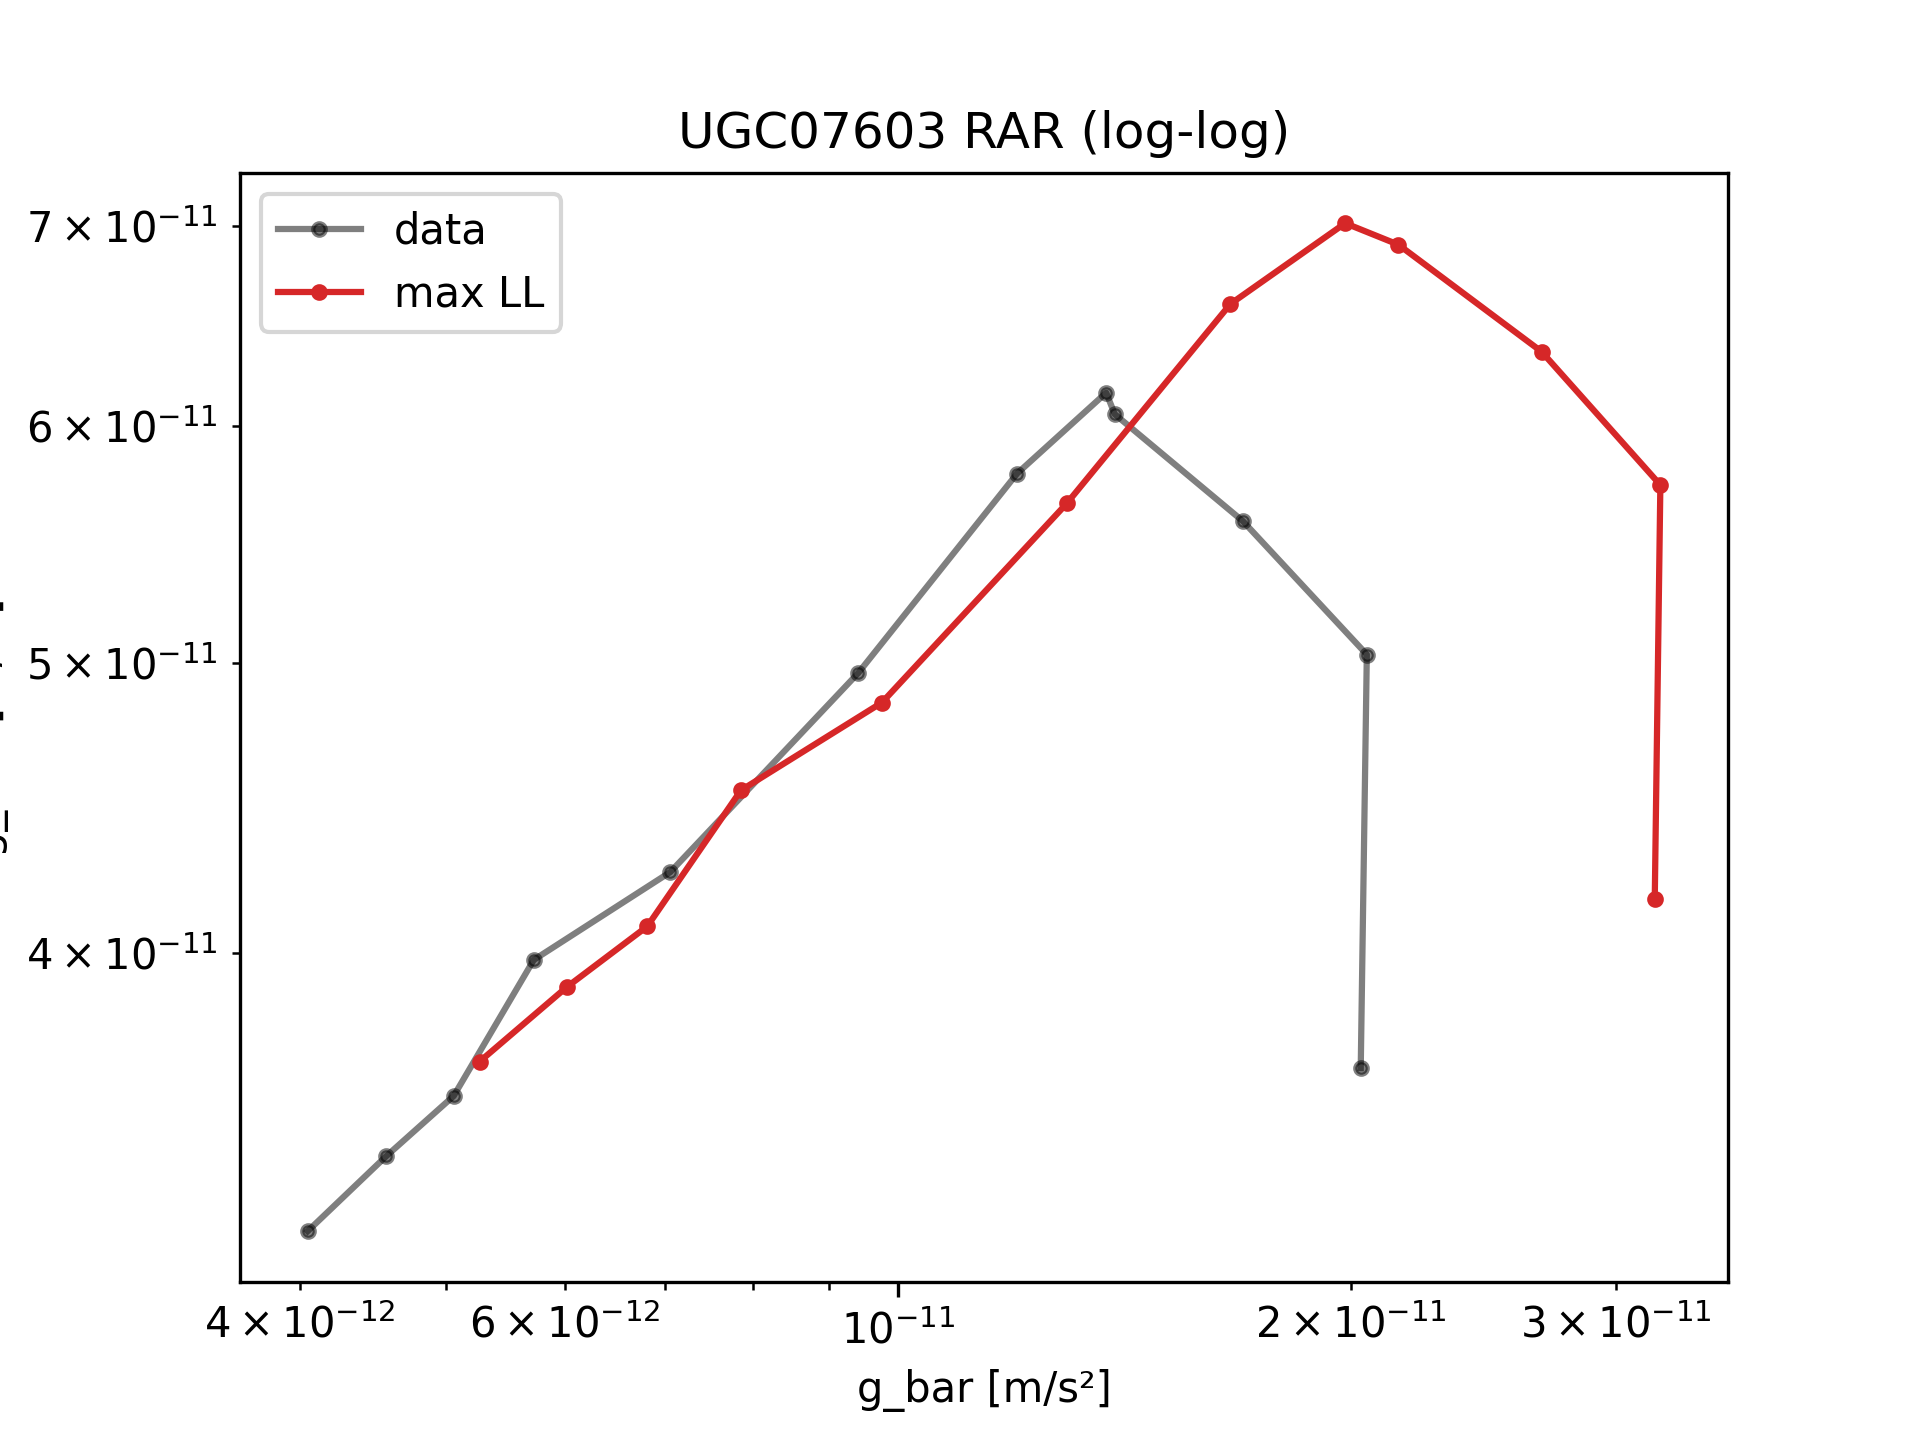 UGC07603 RAR (log-log)
data
max LL
7 × 10⁻¹¹
6 × 10⁻¹¹
5 × 10⁻¹¹
4 × 10⁻¹¹
4 × 10⁻¹² 6 × 10⁻¹² 10⁻¹¹ 2 × 10⁻¹¹ 3 × 10⁻¹¹
g_bar [m/s²]